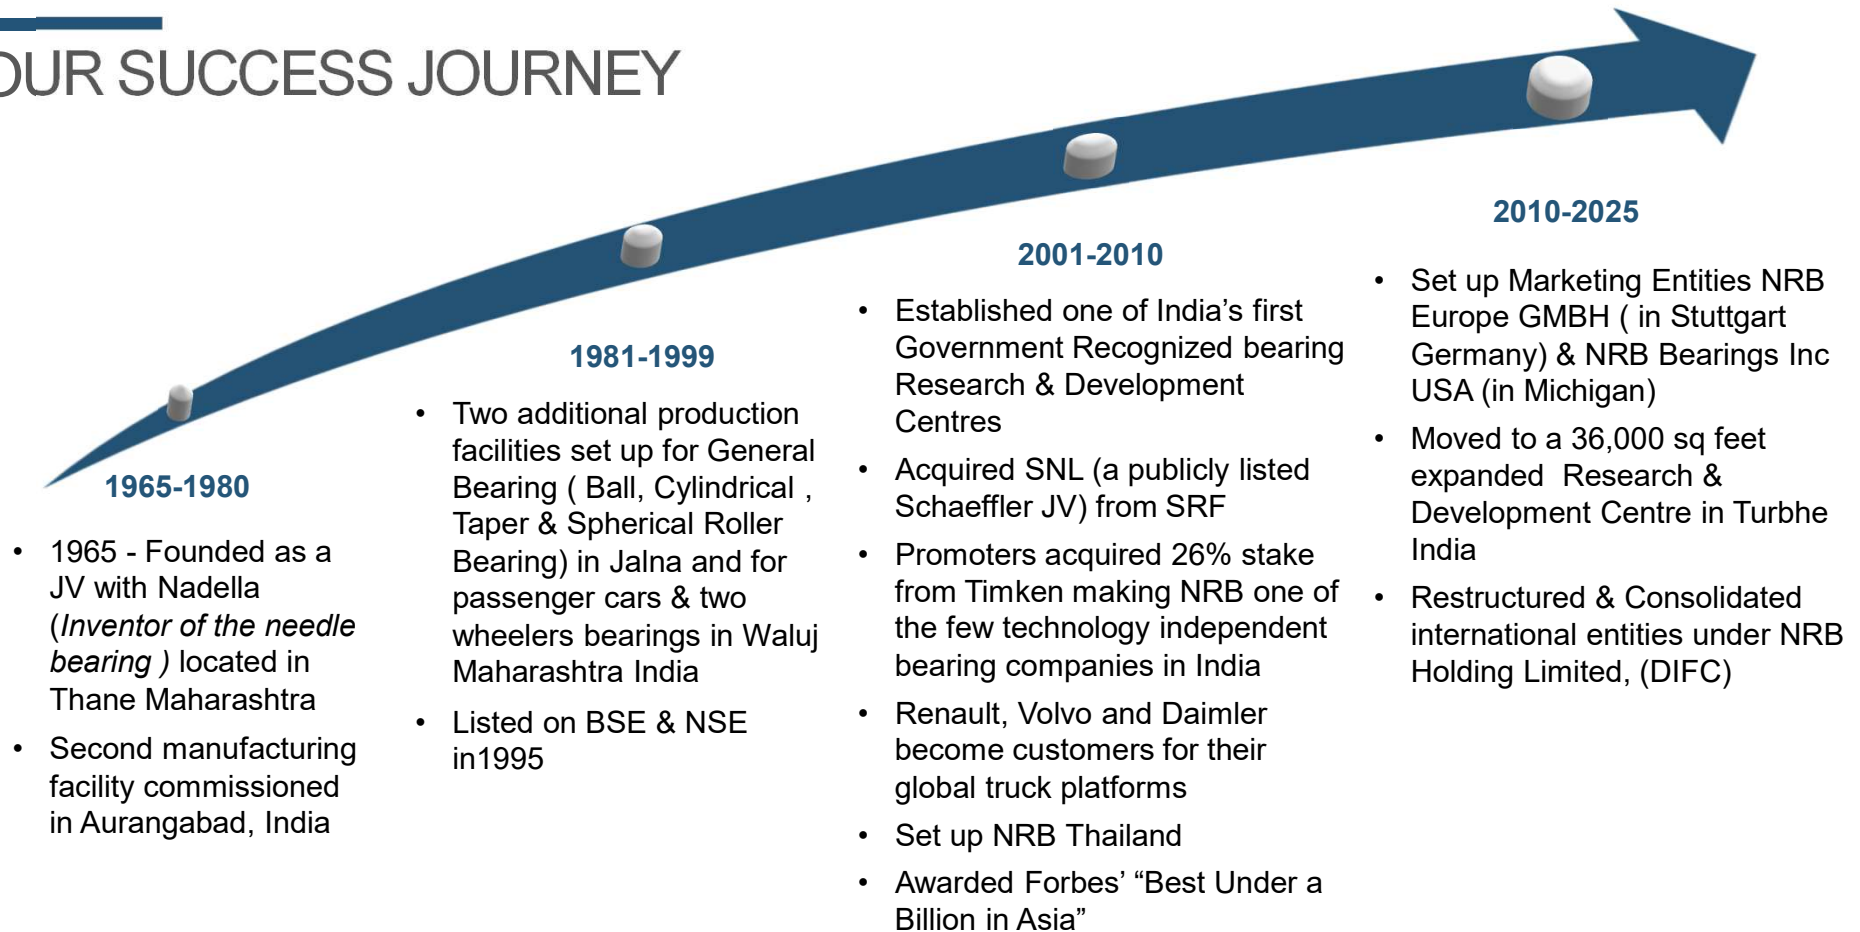 OUR SUCCESS JOURNEY
1965-1980
• 1965 - Founded as a
JV with Nadella
(Inventor of the needle
bearing ) located in
Thane Maharashtra
• Second manufacturing
facility commissioned
in Aurangabad, India
1981-1999
• Two additional production
facilities set up for General
Bearing ( Ball, Cylindrical ,
Taper & Spherical Roller
Bearing) in Jalna and for
passenger cars & two
wheelers bearings in Waluj
Maharashtra India
• Listed on BSE & NSE
in1995
2001-2010
• Established one of India’s first
Government Recognized bearing
Research & Development
Centres
• Acquired SNL (a publicly listed
Schaeffler JV) from SRF
• Promoters acquired 26% stake
from Timken making NRB one of
the few technology independent
bearing companies in India
• Renault, Volvo and Daimler
become customers for their
global truck platforms
• Set up NRB Thailand
• Awarded Forbes’ “Best Under a
Billion in Asia”
2010-2025
• Set up Marketing Entities NRB
Europe GMBH ( in Stuttgart
Germany) & NRB Bearings Inc
USA (in Michigan)
• Moved to a 36,000 sq feet
expanded  Research &
Development Centre in Turbhe
India
• Restructured & Consolidated
international entities under NRB
Holding Limited, (DIFC)